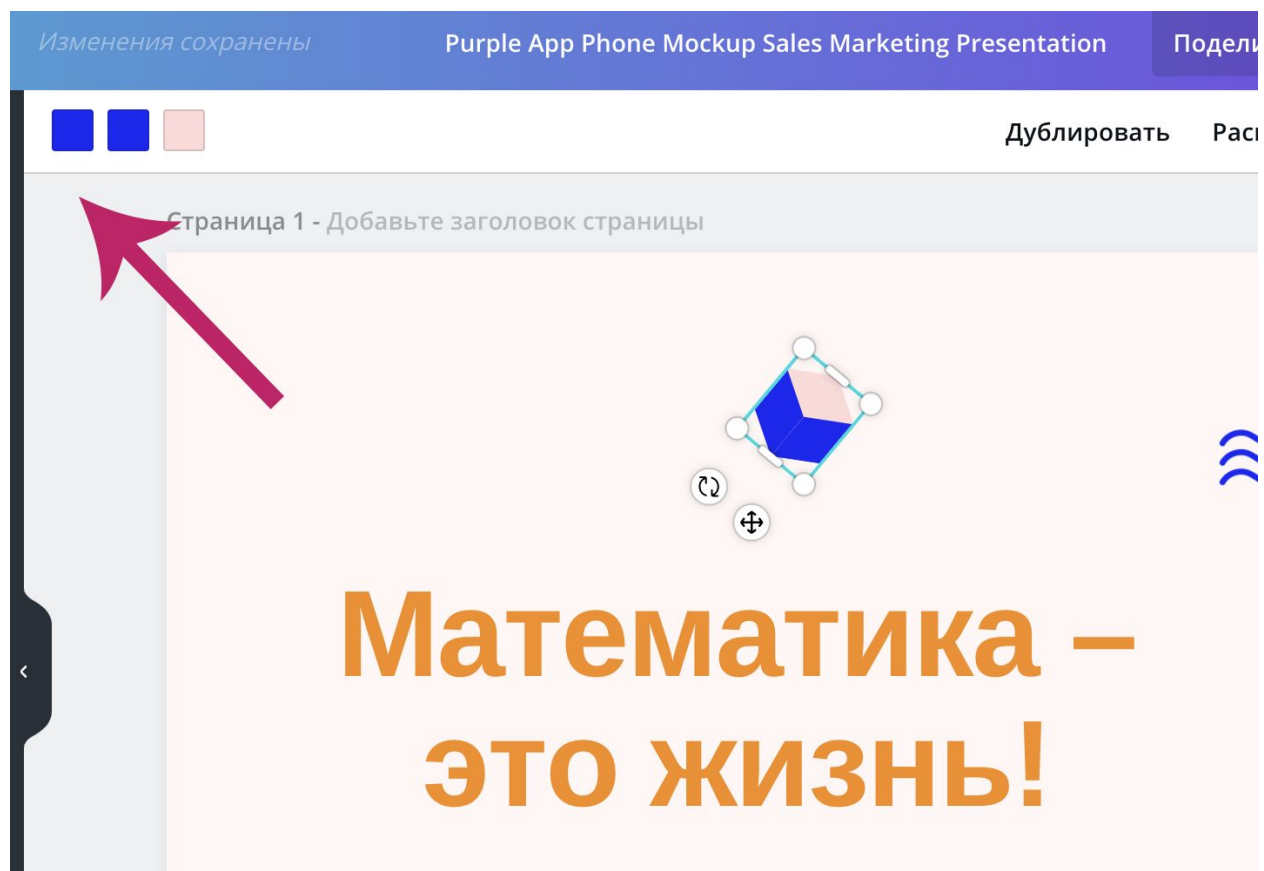 Изменения сохранены
Purple App Phone Mockup Sales Marketing Presentation
Дублировать
Страница 1 - Добавьте заголовок страницы
Математика –
это жизнь!